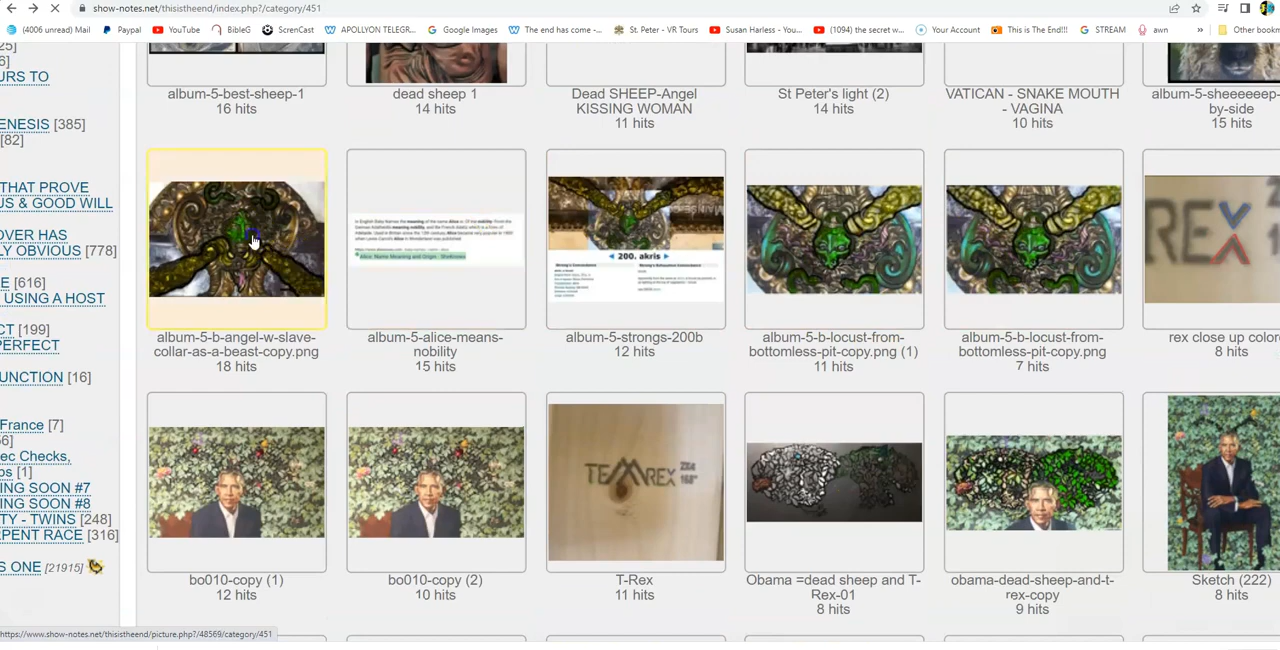 show-notes.net/thisistheend/index.php?/category/451
(4006 unread) Mail
Paypal
YouTube
BibleG
ScrenCast
APOLLYON TELEGR...
Google Images
The end has come -...
St. Peter - VR Tours
Susan Harless - You...
(1094) the secret w...
Your Account
This is The End!!!
STREAM
awn
»
Other bookm
25]
6]
URS TO
ENESIS [385]
[82]
THAT PROVE
US & GOOD WILL
OVER HAS
LY OBVIOUS [778]
E [616]
USING A HOST
CT [199]
PERFECT
UNCTION [16]
France [7]
56]
ec Checks,
ps [1]
ING SOON #7
ING SOON #8
TY - TWINS [248]
RPENT RACE [316]
S ONE [21915]
album-5-best-sheep-1
16 hits
dead sheep 1
14 hits
Dead SHEEP-Angel
KISSING WOMAN
11 hits
St Peter's light (2)
14 hits
VATICAN - SNAKE MOUTH
- VAGINA
10 hits
album-5-sheeeeeep-
by-side
15 hits
200. akris
REX
album-5-b-angel-w-slave-
collar-as-a-beast-copy.png
18 hits
album-5-alice-means-
nobility
15 hits
album-5-strongs-200b
12 hits
album-5-b-locust-from-
bottomless-pit-copy.png (1)
11 hits
album-5-b-locust-from-
bottomless-pit-copy.png
7 hits
rex close up color
8 hits
bo010-copy (1)
12 hits
bo010-copy (2)
10 hits
T-Rex
11 hits
Obama =dead sheep and T-
Rex-01
8 hits
obama-dead-sheep-and-t-
rex-copy
9 hits
Sketch (222)
8 hits
https://www.show-notes.net/thisistheend/picture.php?/48569/category/451